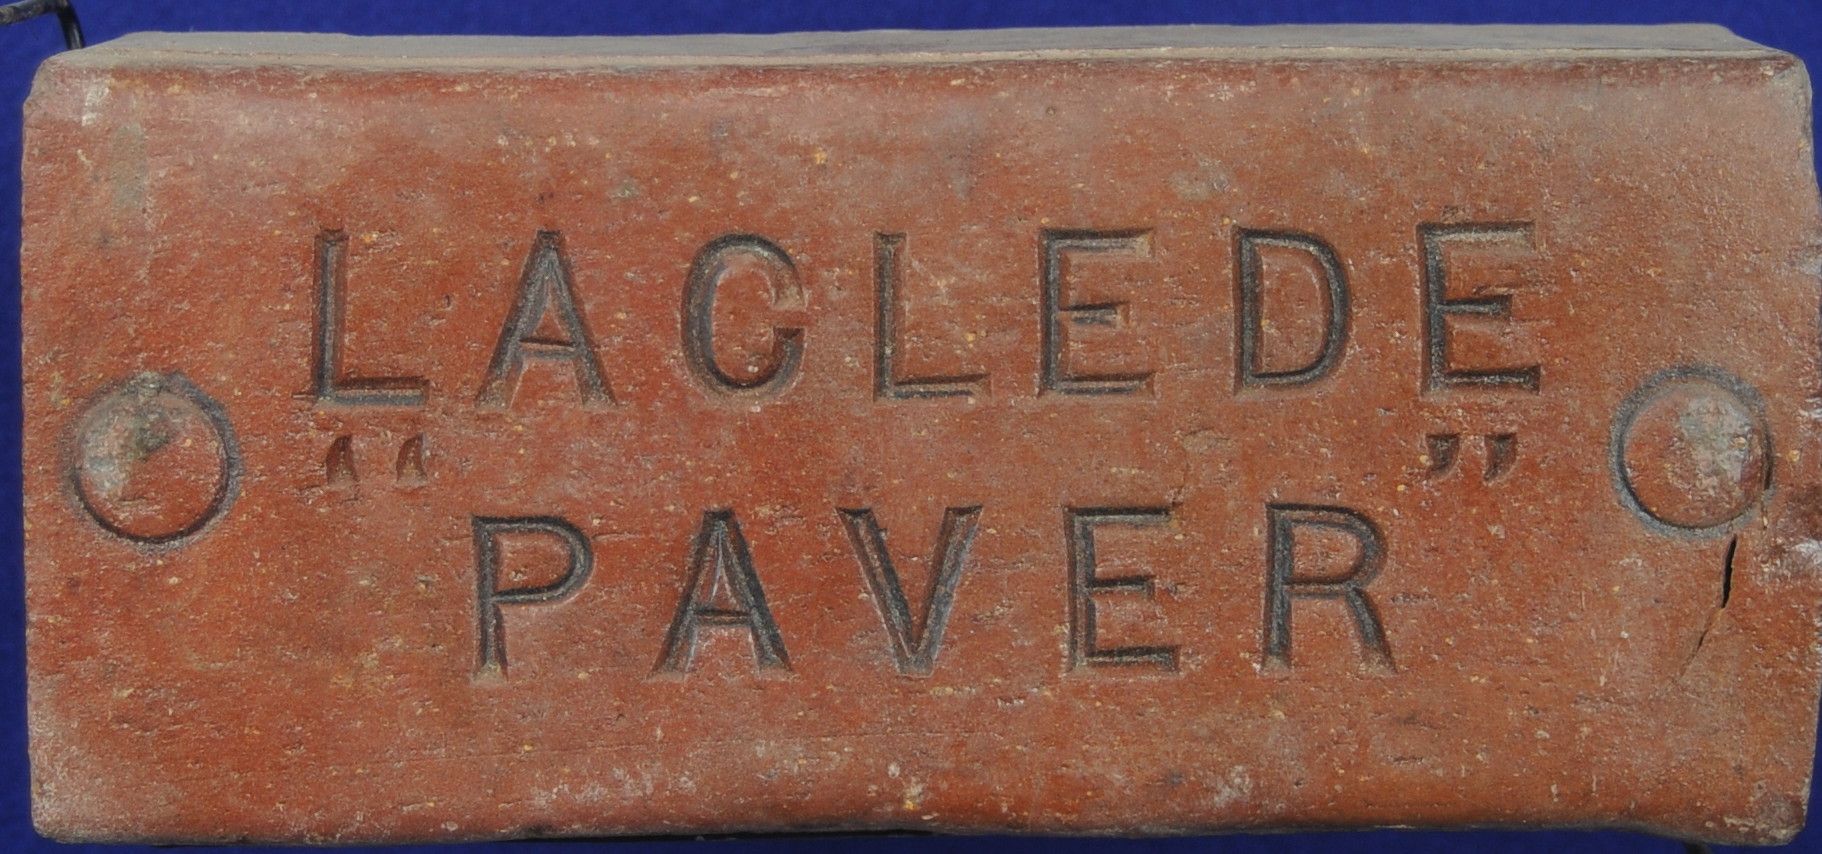 LACLEDE
“ ”
PAVER